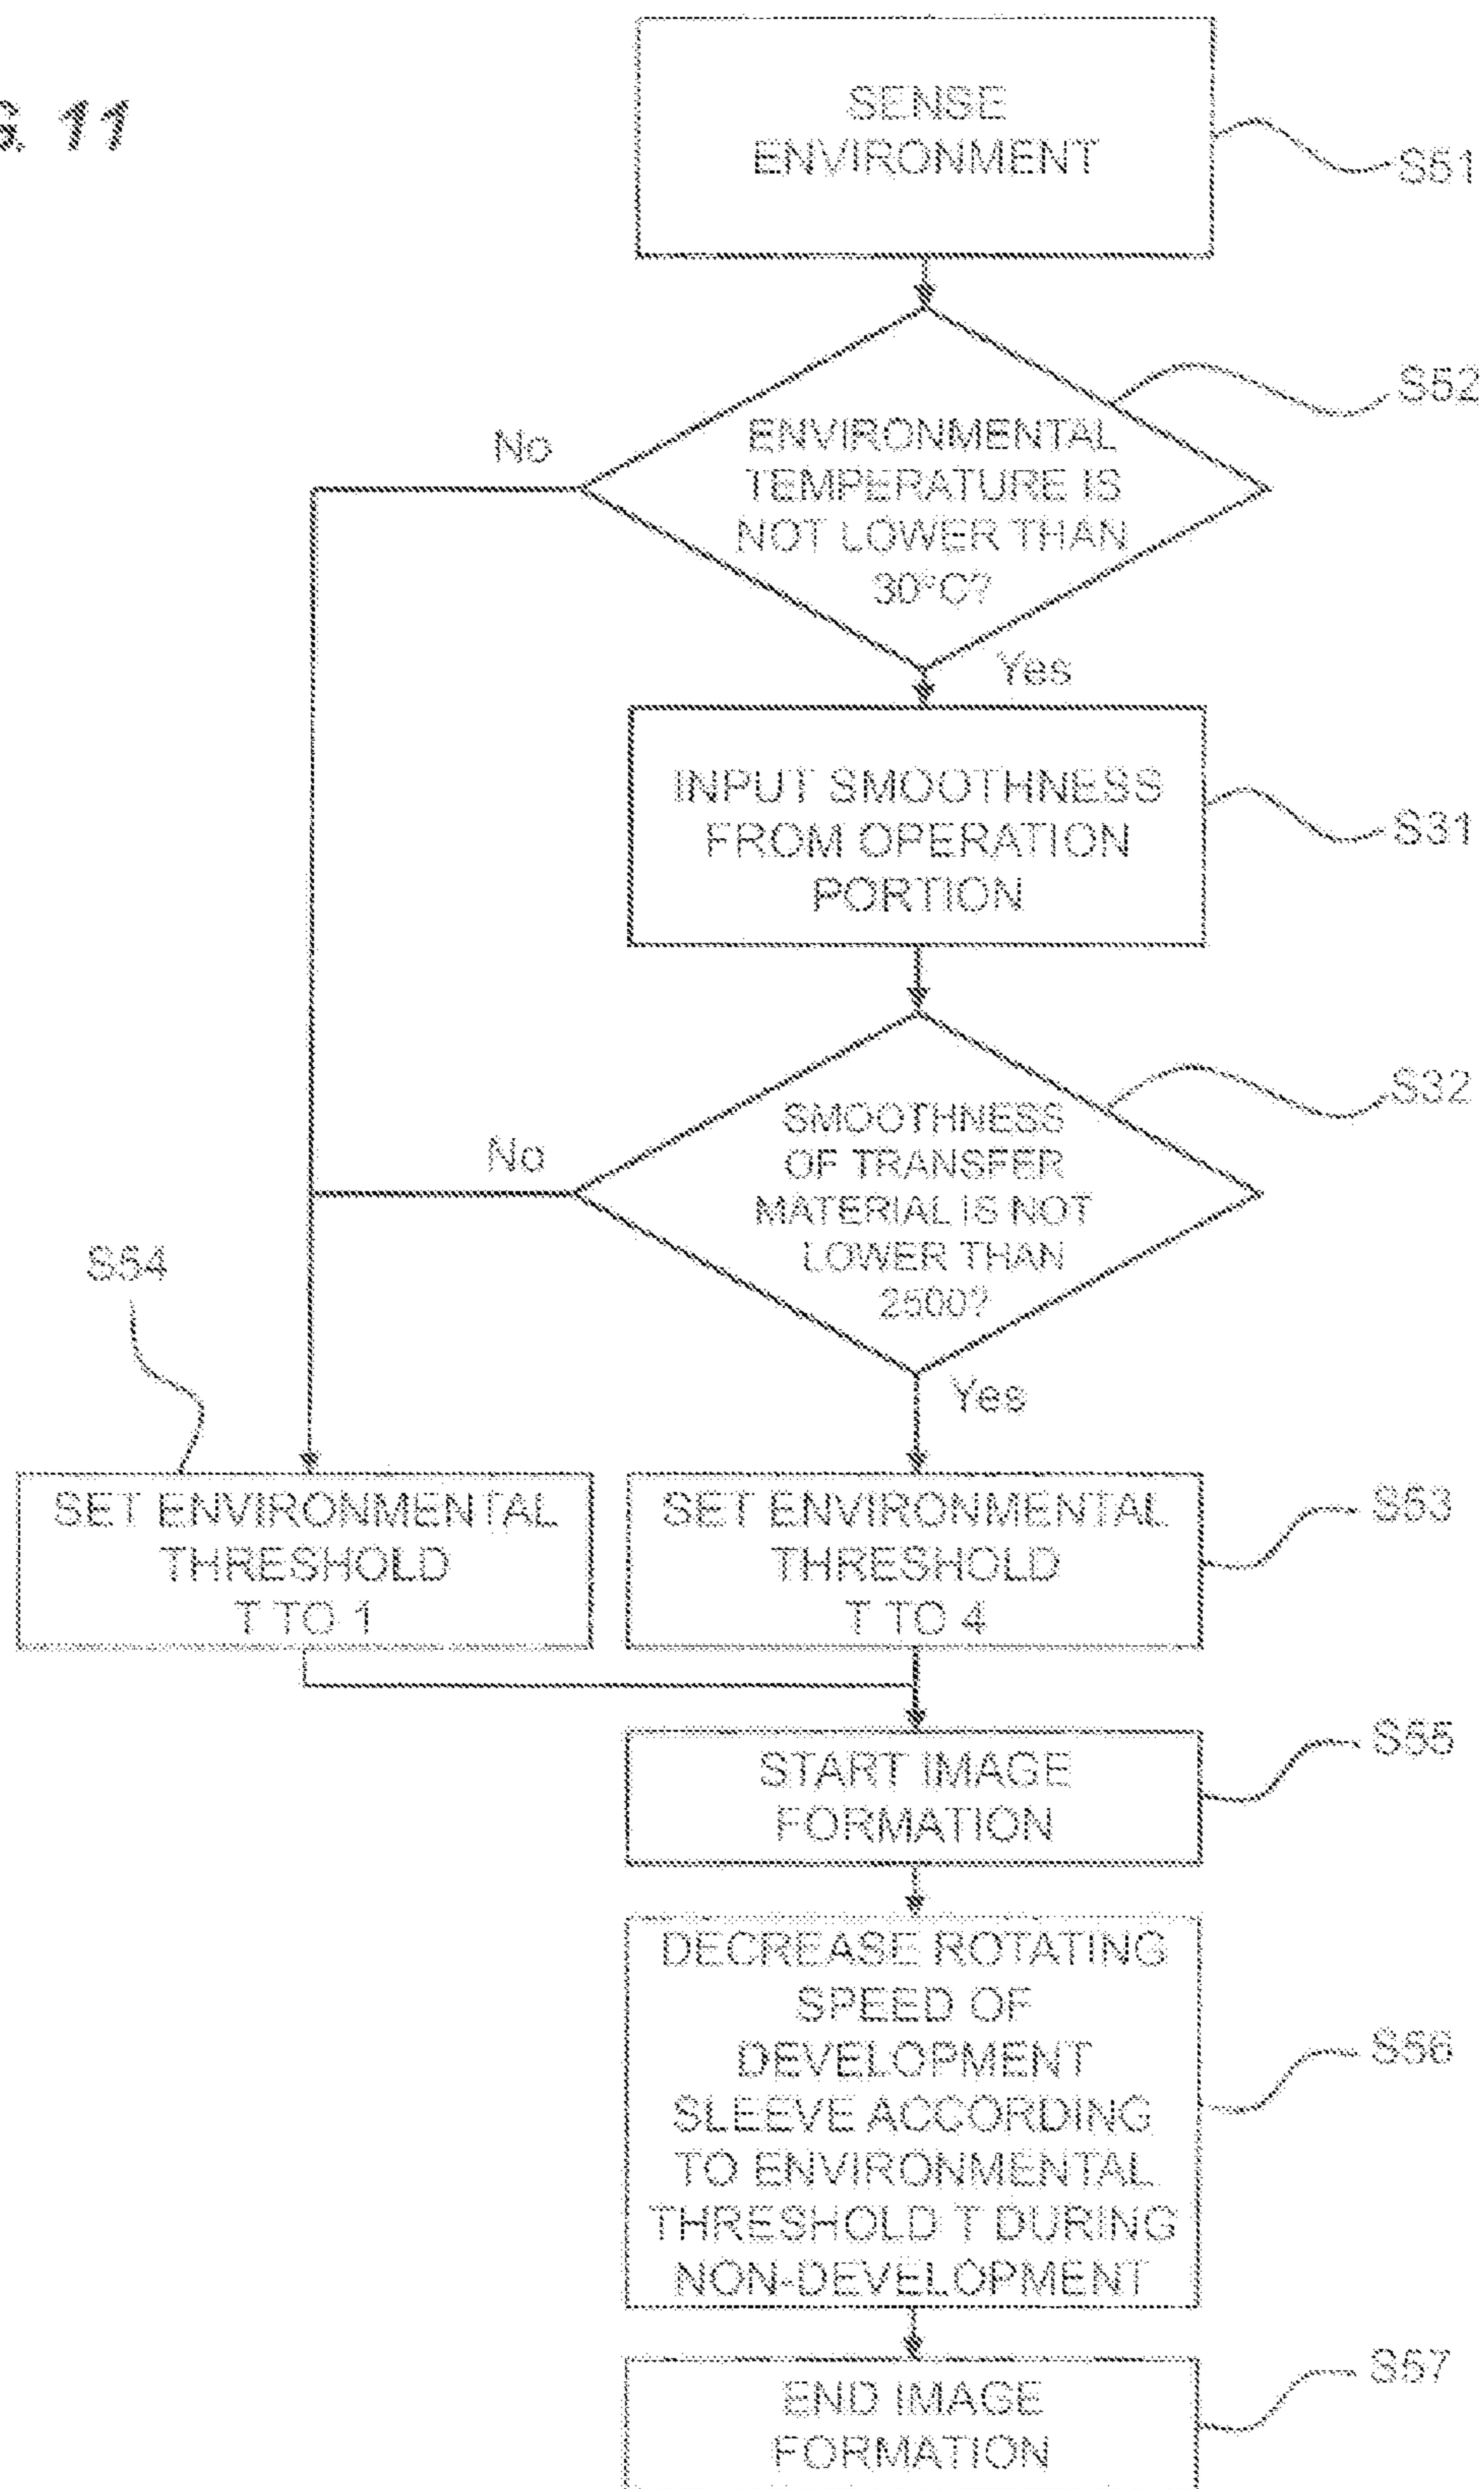 G. 11
SENSE
ENVIRONMENT
S51
S52
No
ENVIRONMENTAL
TEMPERATURE IS
NOT LOWER THAN
30°C?
Yes
INPUT SMOOTHNESS
FROM OPERATION
PORTION
S31
S32
No
SMOOTHNESS
OF TRANSFER
MATERIAL IS NOT
LOWER THAN
2500?
Yes
S54
SET ENVIRONMENTAL
THRESHOLD
T TO 1
SET ENVIRONMENTAL
THRESHOLD
T TO 4
S53
START IMAGE
FORMATION
S55
DECREASE ROTATING
SPEED OF
DEVELOPMENT
SLEEVE ACCORDING
TO ENVIRONMENTAL
THRESHOLD T DURING
NON-DEVELOPMENT
S56
END IMAGE
FORMATION
S57